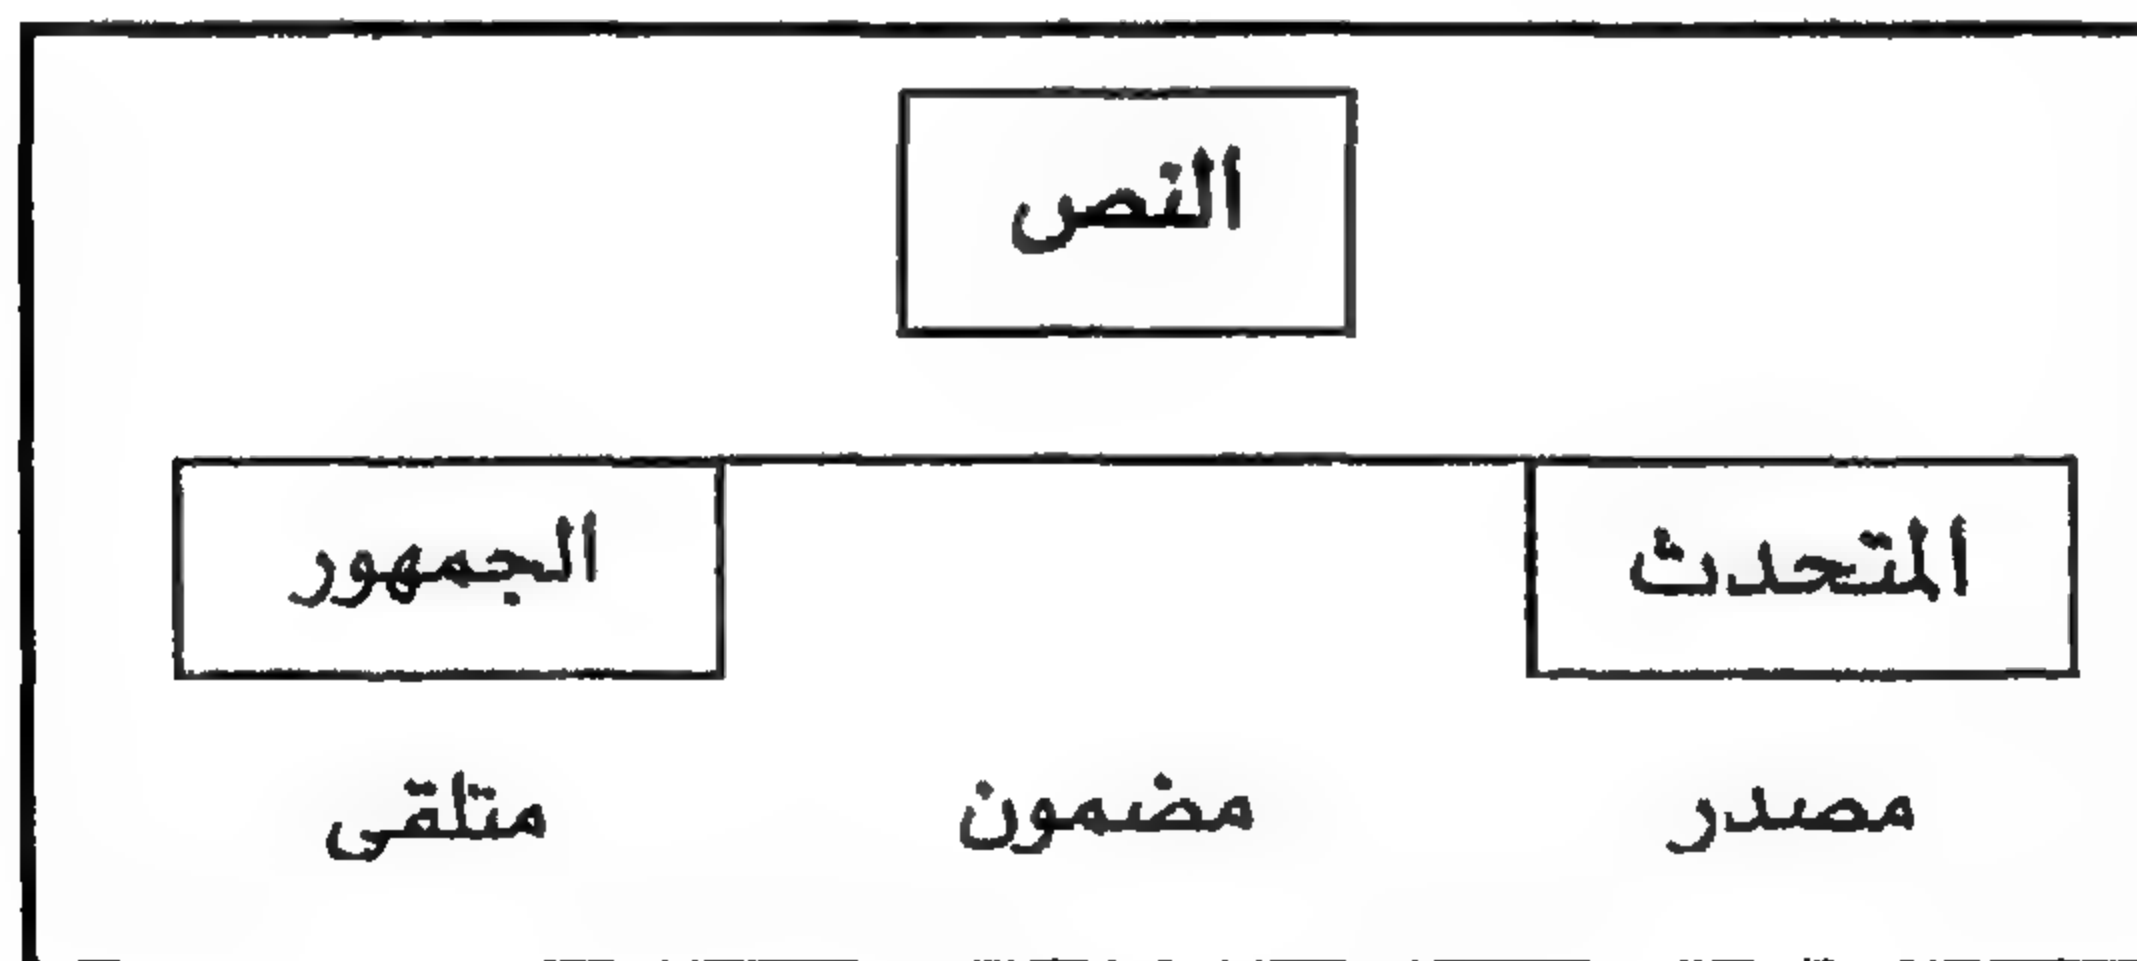 النص
المتحدث
الجمهور
مصدر
مضمون
متلقى